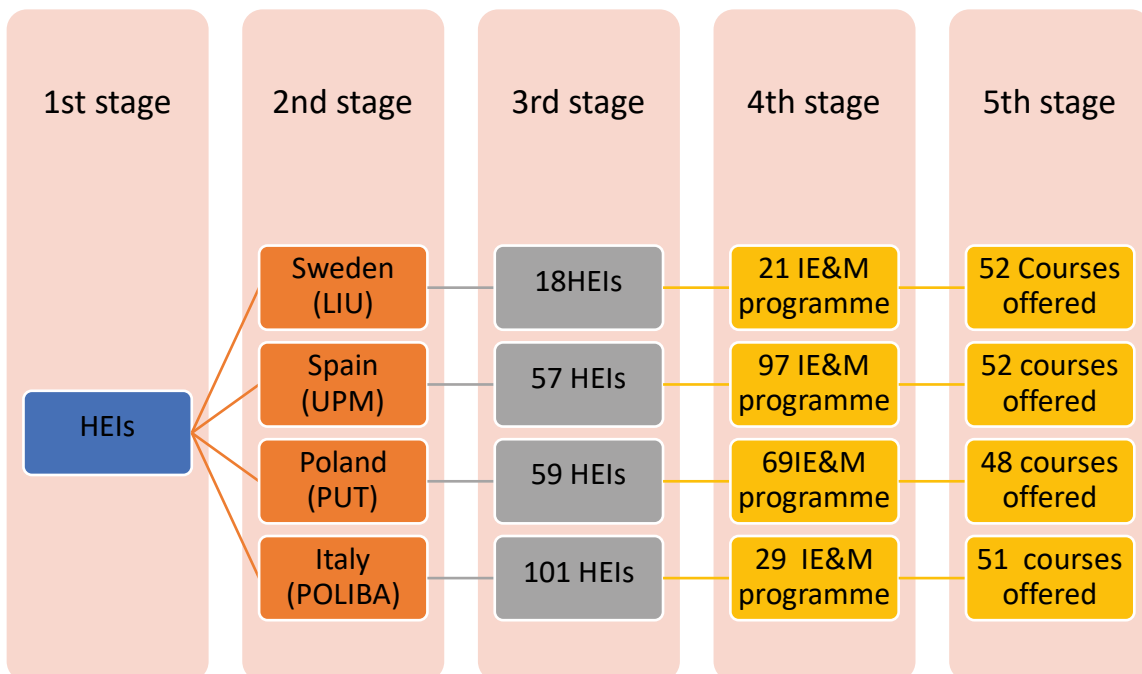 1st stage
2nd stage
3rd stage
4th stage
5th stage
HEIs
Sweden
(LIU)
18HEIs
21 IE&M
programme
52 Courses
offered
Spain
(UPM)
57 HEIs
97 IE&M
programme
52 courses
offered
Poland
(PUT)
59 HEIs
69IE&M
programme
48 courses
offered
Italy
(POLIBA)
101 HEIs
29 IE&M
programme
51 courses
offered